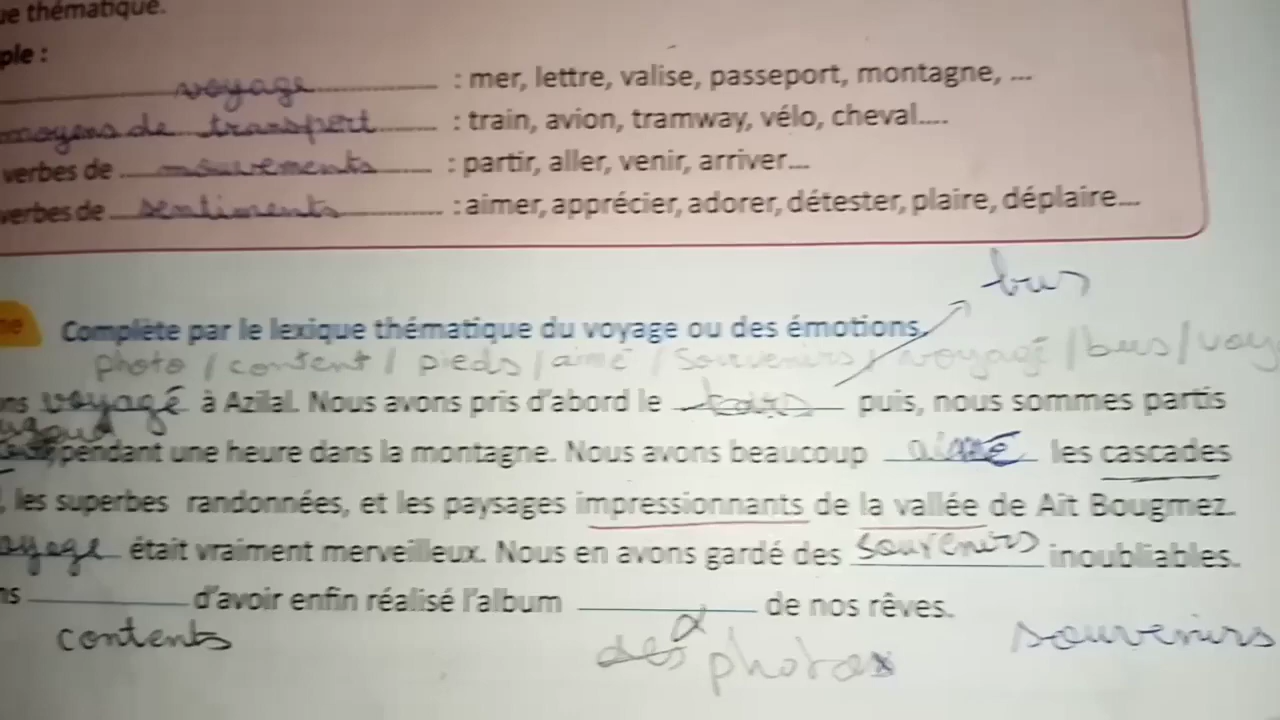 ue thématique.
ple :
voyage : mer, lettre, valise, passeport, montagne, ...
moyens de transport : train, avion, tramway, vélo, cheval....
verbes de mouvements : partir, aller, venir, arriver...
verbes de sentiments : aimer, apprécier, adorer, détester, plaire, déplaire...
bus
Complète par le lexique thématique du voyage ou des émotions.
photo / content / pieds / aimé / souvenirs / voyagé / bus / voy
ns voyagé à Azilal. Nous avons pris d'abord le puis, nous sommes partis
pendant une heure dans la montagne. Nous avons beaucoup aimé les cascades
, les superbes randonnées, et les paysages impressionnants de la vallée de Aït Bougmez.
oyage était vraiment merveilleux. Nous en avons gardé des souvenirs inoubliables.
ns d'avoir enfin réalisé l'album de nos rêves.
contents des photos souvenirs